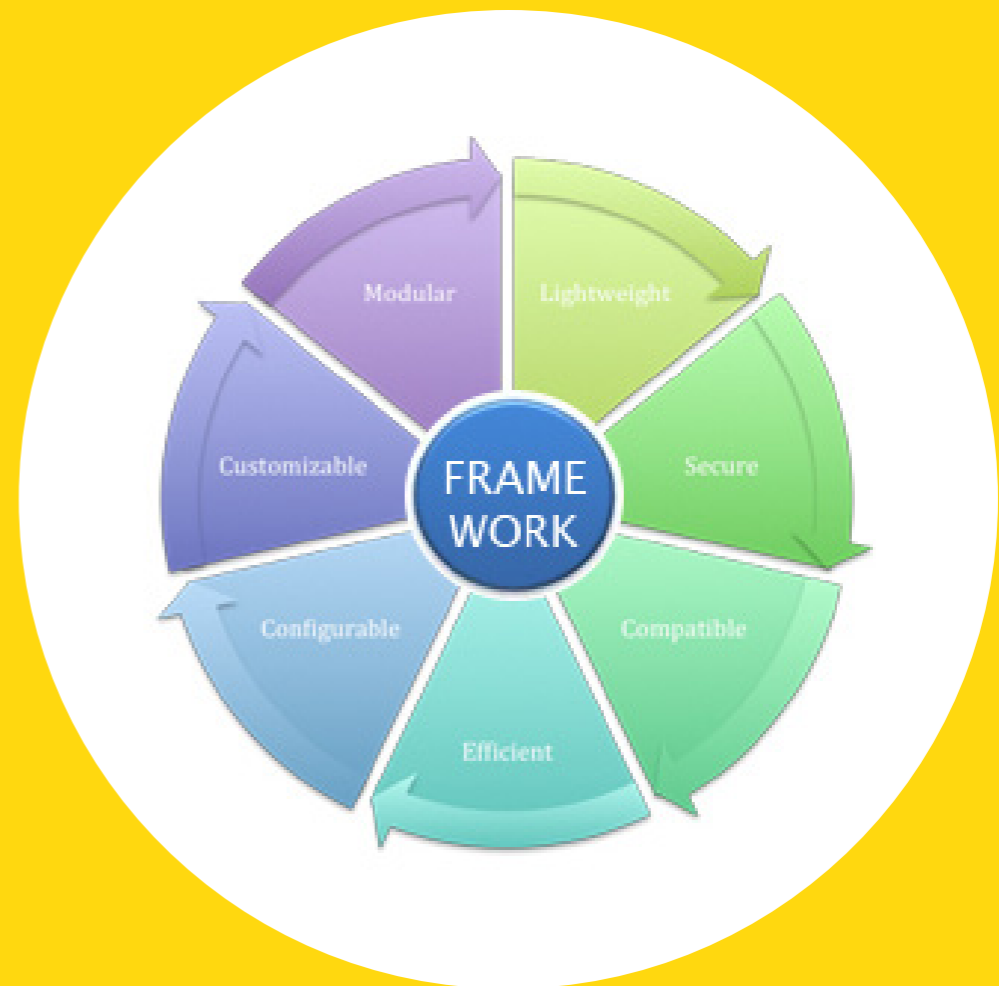 Modular
Lightweight
Customizable
Secure
FRAME
WORK
Configurable
Compatible
Efficient